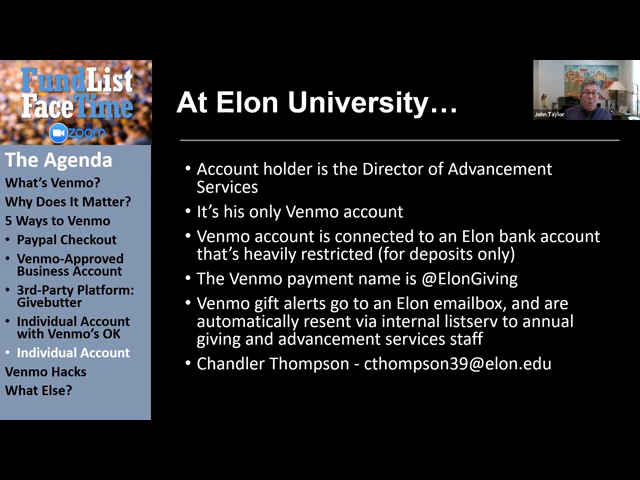 FundList
FaceTime
zoom
The Agenda
What's Venmo?
Why Does It Matter?
5 Ways to Venmo
• Paypal Checkout
• Venmo-Approved
Business Account
• 3rd-Party Platform:
Givebutter
• Individual Account
with Venmo's OK
• Individual Account
Venmo Hacks
What Else?
At Elon University…
• Account holder is the Director of Advancement
Services
• It's his only Venmo account
• Venmo account is connected to an Elon bank account
that's heavily restricted (for deposits only)
• The Venmo payment name is @ElonGiving
• Venmo gift alerts go to an Elon emailbox, and are
automatically resent via internal listserv to annual
giving and advancement services staff
• Chandler Thompson - cthompson39@elon.edu
John Taylor